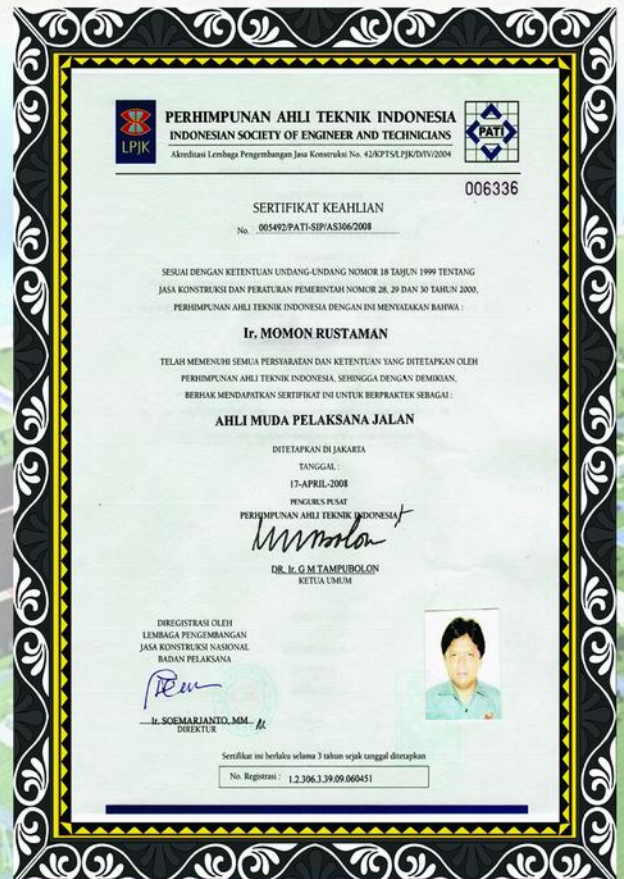 LPJK
PERHIMPUNAN AHLI TEKNIK INDONESIA
INDONESIAN SOCIETY OF ENGINEER AND TECHNICIANS
Akreditasi Lembaga Pengembangan Jasa Konstruksi No. 42/KPTS/LPJK/D/IV/2004
PATI
006336
SERTIFIKAT KEAHLIAN
No. 005492/PATI-SIP/AS306/2008
SESUAI DENGAN KETENTUAN UNDANG-UNDANG NOMOR 18 TAHUN 1999 TENTANG
JASA KONSTRUKSI DAN PERATURAN PEMERINTAH NOMOR 28, 29 DAN 30 TAHUN 2000,
PERHIMPUNAN AHLI TEKNIK INDONESIA DENGAN INI MENYATAKAN BAHWA :
Ir, MOMON RUSTAMAN
TELAH MEMENUHI SEMUA PERSYARATAN DAN KETENTUAN YANG DITETAPKAN OLEH
PERHIMPUNAN AHLI TEKNIK INDONESIA, SEHINGGA DENGAN DEMIKIAN,
BERHAK MENDAPATKAN SERTIFIKAT INI UNTUK BERPRAKTEK SEBAGAI :
AHLI MUDA PELAKSANA JALAN
DITETAPKAN DI JAKARTA
TANGGAL :
17-APRIL-2008
PENGURUS PUSAT
PERHIMPUNAN AHLI TEKNIK INDONESIA
DR. Ir. G M TAMPUBOLON
KETUA UMUM
DIREGISTRASI OLEH
LEMBAGA PENGEMBANGAN
JASA KONSTRUKSI NASIONAL
BADAN PELAKSANA
Ir. SOEMARJANTO, MM
DIREKTUR
Sertifikat ini berlaku selama 3 tahun sejak tanggal ditetapkan
No. Registrasi : 1.2.306.3.39.09.060451